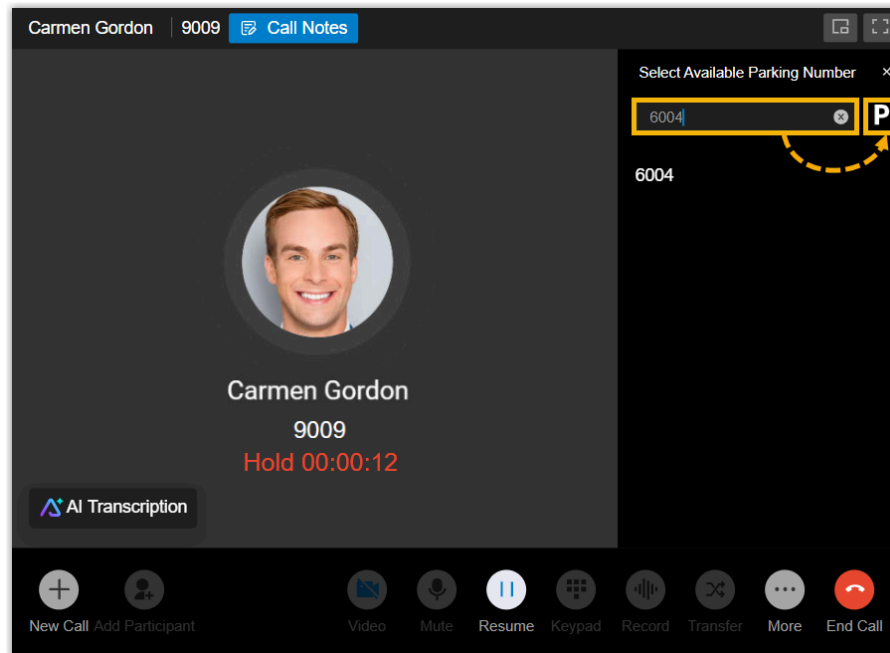 Carmen Gordon 9009 Call Notes
Select Available Parking Number ×
6004 P
6004
Carmen Gordon
9009
Hold 00:00:12
AI Transcription
New Call Add Participant Video Mute Resume Keypad Record Transfer More End Call